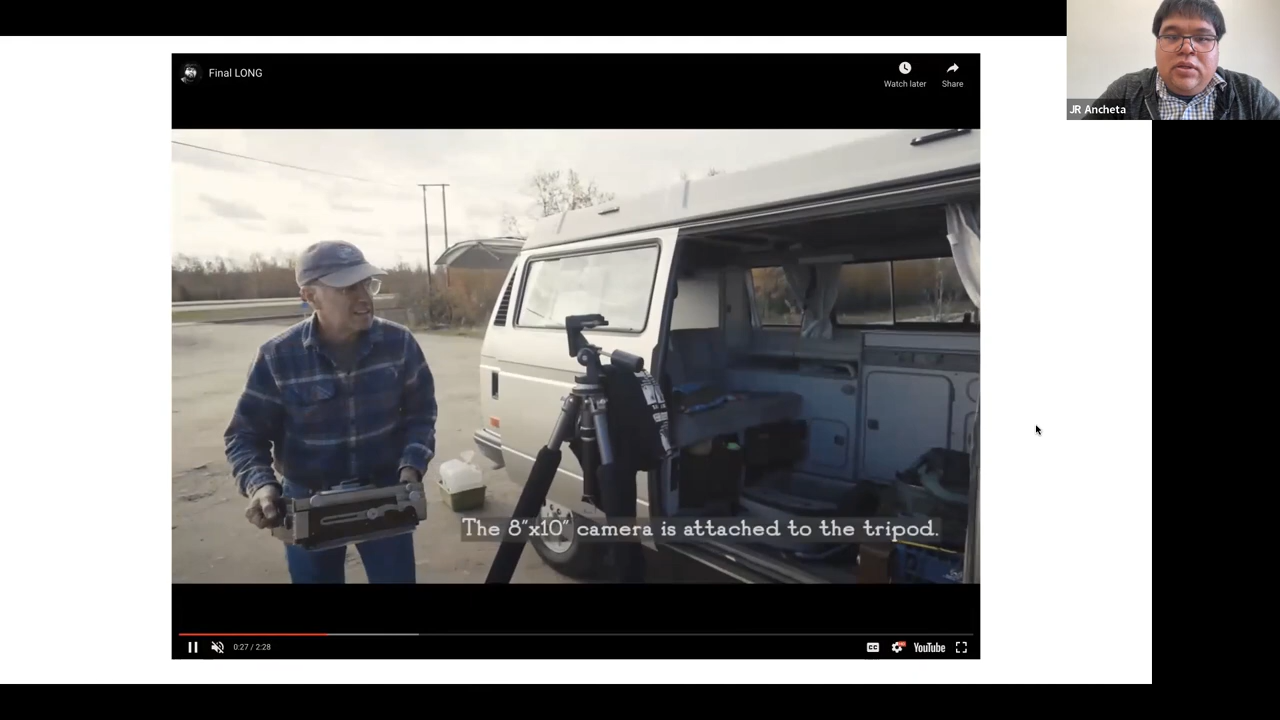 Final LONG
Watch later
Share
JR Ancheta
The 8"x10" camera is attached to the tripod.
0:27 / 2:28
CC
YouTube